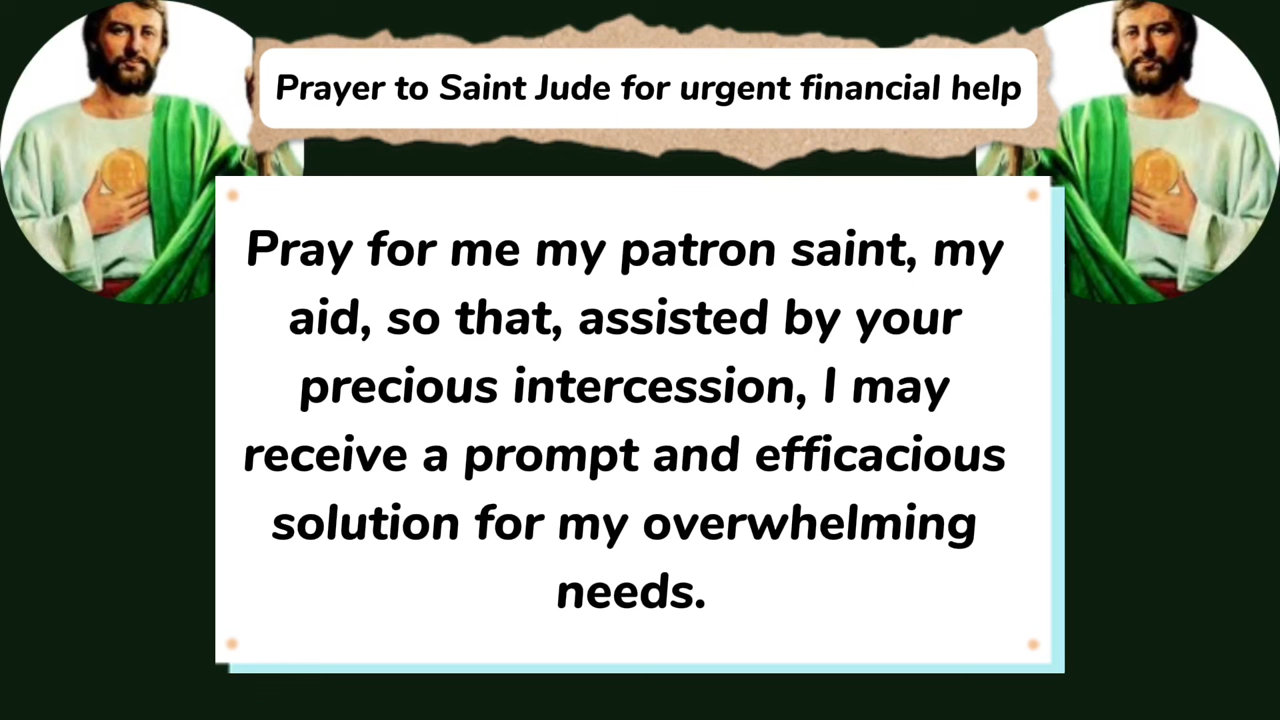 Prayer to Saint Jude for urgent financial help
Pray for me my patron saint, my
aid, so that, assisted by your
precious intercession, I may
receive a prompt and efficacious
solution for my overwhelming
needs.